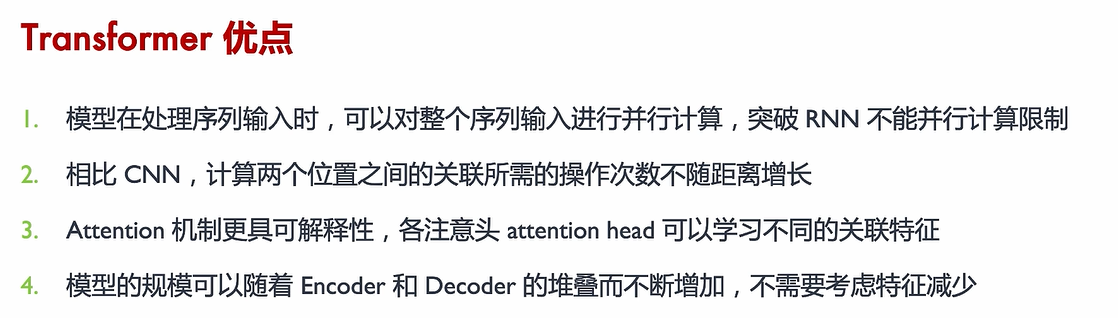 Transformer 优点
1. 模型在处理序列输入时，可以对整个序列输入进行并行计算，突破 RNN 不能并行计算限制
2. 相比 CNN，计算两个位置之间的关联所需的操作次数不随距离增长
3. Attention 机制更具可解释性，各注意头 attention head 可以学习不同的关联特征
4. 模型的规模可以随着 Encoder 和 Decoder 的堆叠而不断增加，不需要考虑特征减少